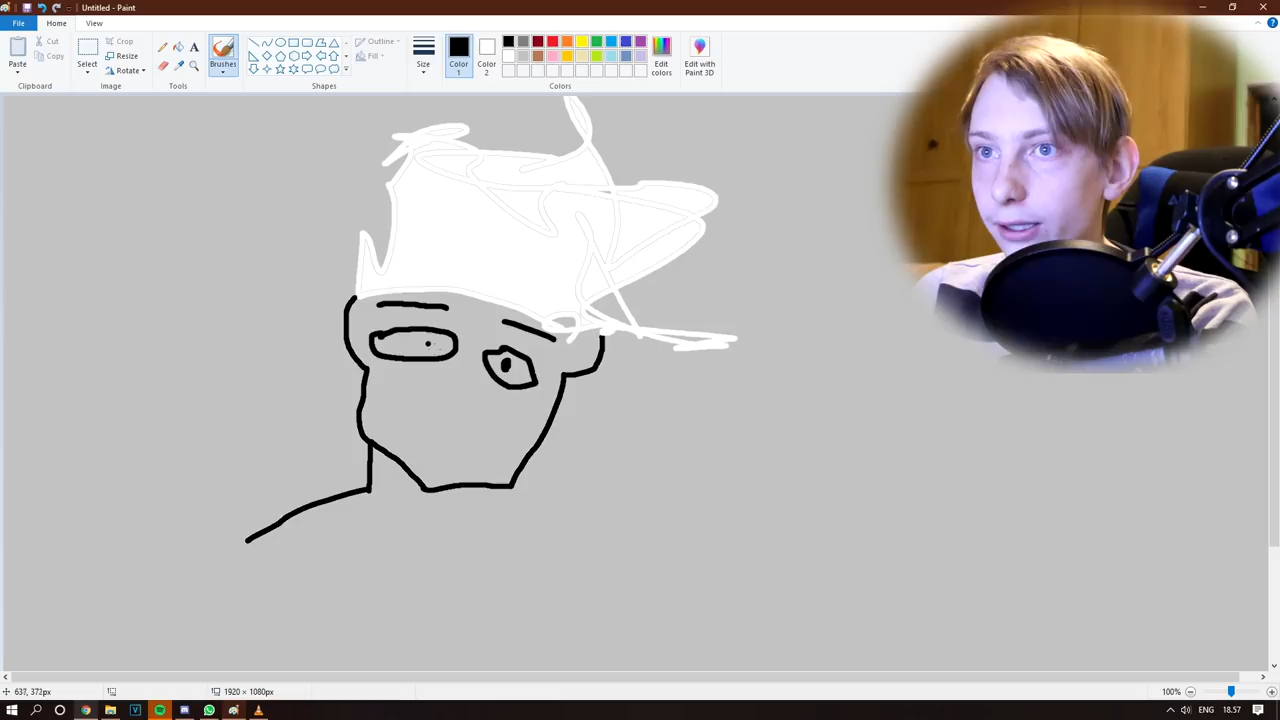 Untitled - Paint
File Home View
Paste
Cut
Copy
Clipboard
Select
Crop
Resize
Rotate
Image
A
Tools
Brushes
Outline
Fill
Shapes
Size
Color
1
Color
2
Edit
colors
Colors
Edit with
Paint 3D
637, 372px
1920 × 1080px
100%
ENG
18.57